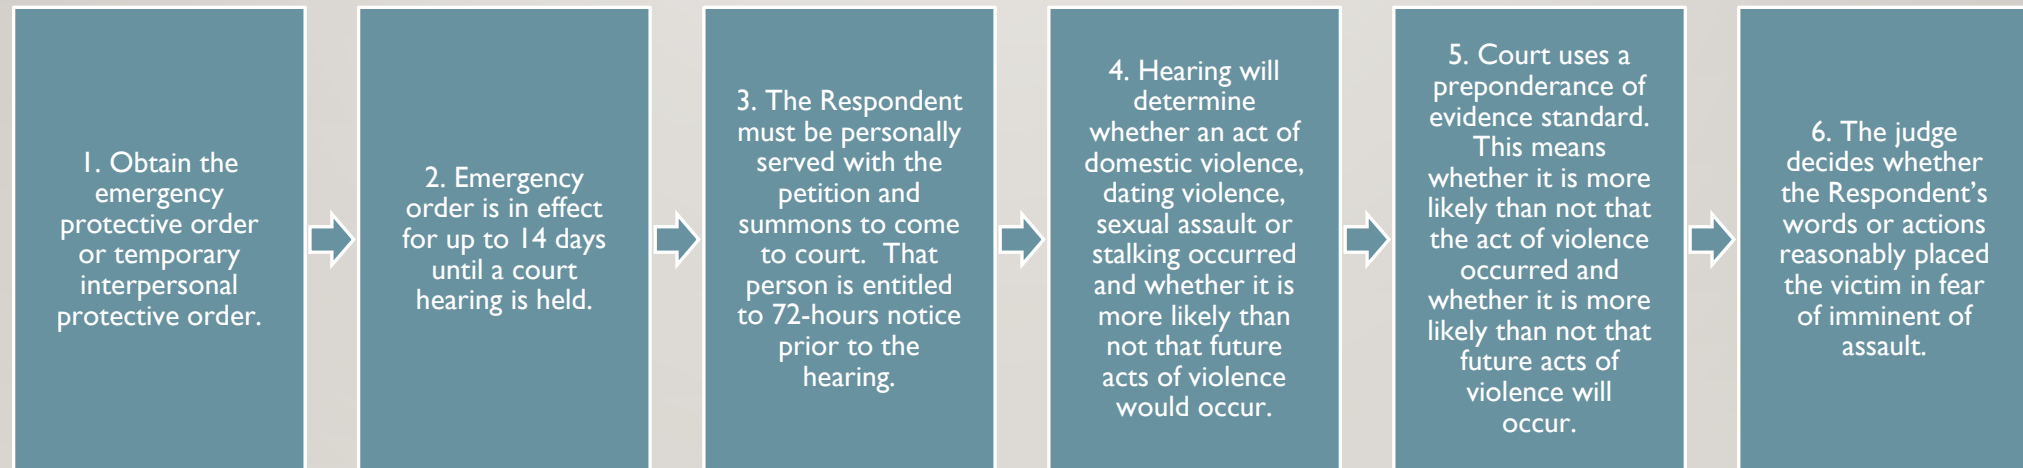 1. Obtain the
emergency
protective order
or temporary
interpersonal
protective order.
2. Emergency
order is in effect
for up to 14 days
until a court
hearing is held.
3. The Respondent
must be personally
served with the
petition and
summons to come
to court.  That
person is entitled
to 72-hours notice
prior to the
hearing.
4. Hearing will
determine
whether an act of
domestic violence,
dating violence,
sexual assault or
stalking occurred
and whether it is
more likely than
not that future
acts of violence
would occur.
5. Court uses a
preponderance of
evidence standard.
This means
whether it is more
likely than not that
the act of violence
occurred and
whether it is more
likely than not that
future acts of
violence will
occur.
6. The judge
decides whether
the Respondent’s
words or actions
reasonably placed
the victim in fear
of imminent of
assault.